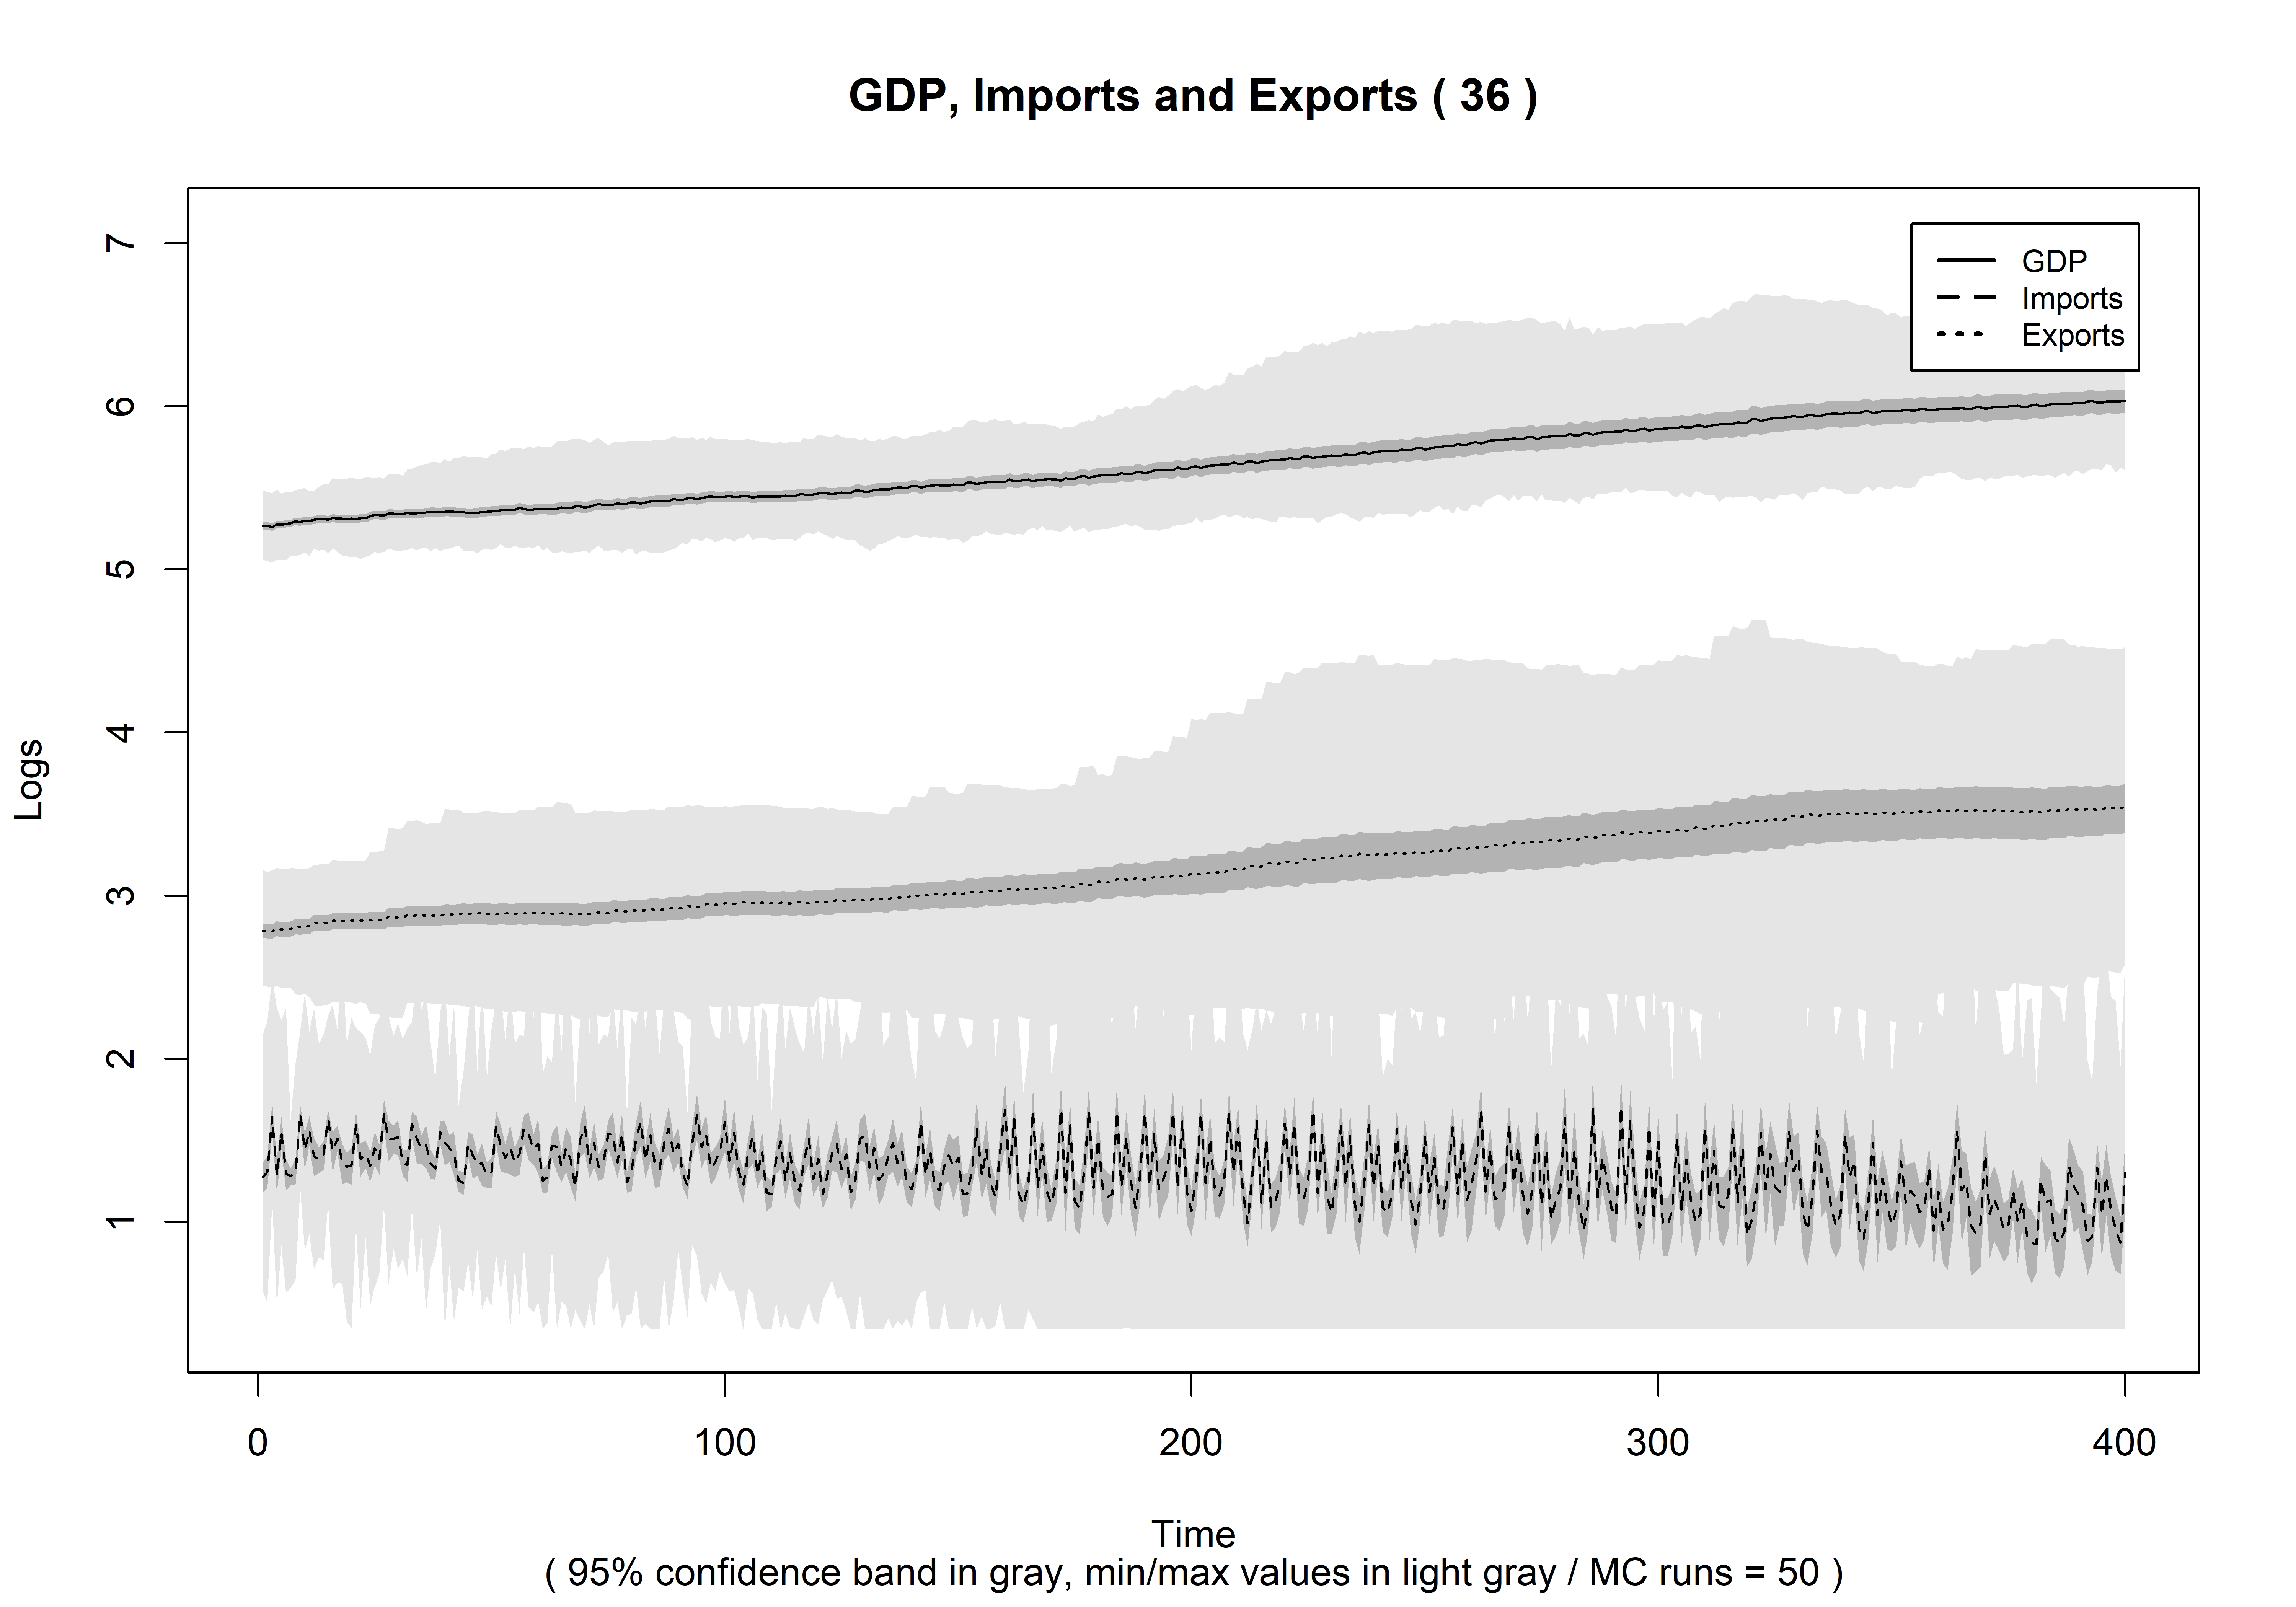 GDP, Imports and Exports ( 36 )
7
6
5
4
3
2
1
Logs
GDP
Imports
Exports
0 100 200 300 400
Time
( 95% confidence band in gray, min/max values in light gray / MC runs = 50 )